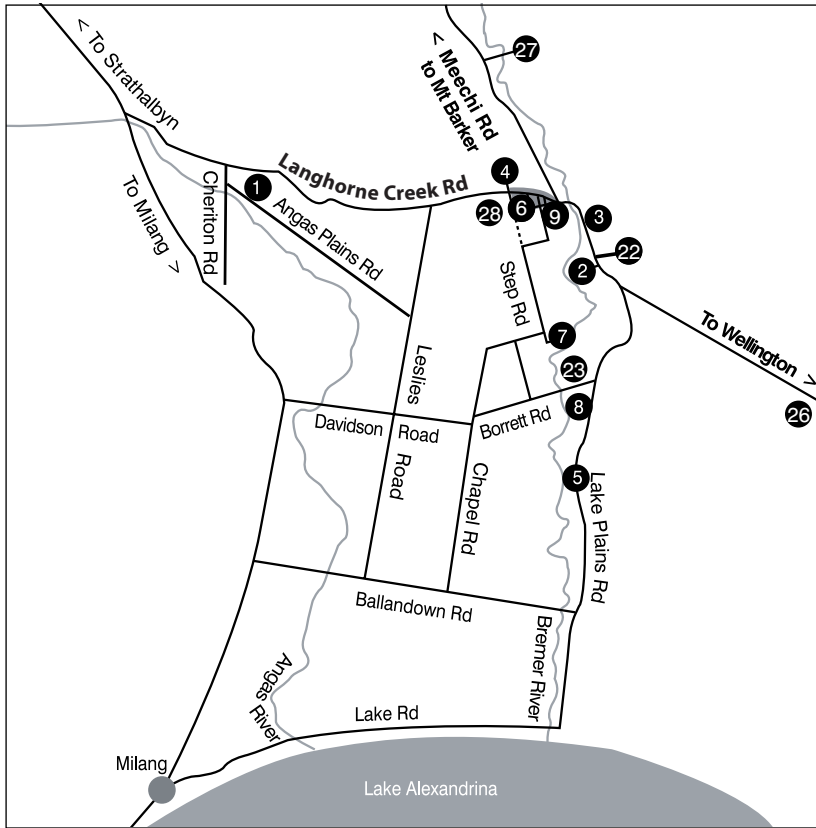 < To Strathalbyn
< Meechi Rd
to Mt Barker
27
To Milang >
Cheriton Rd
1
Langhorne Creek Rd
Angas Plains Rd
4
28
6
9
3
22
2
Step Rd
7
To Wellington >
26
23
8
Leslies
Road
Davidson Road
Borrett Rd
Chapel Rd
5
Lake Plains Rd
Ballandown Rd
Bremer River
Angas
River
Lake Rd
Milang
Lake Alexandrina